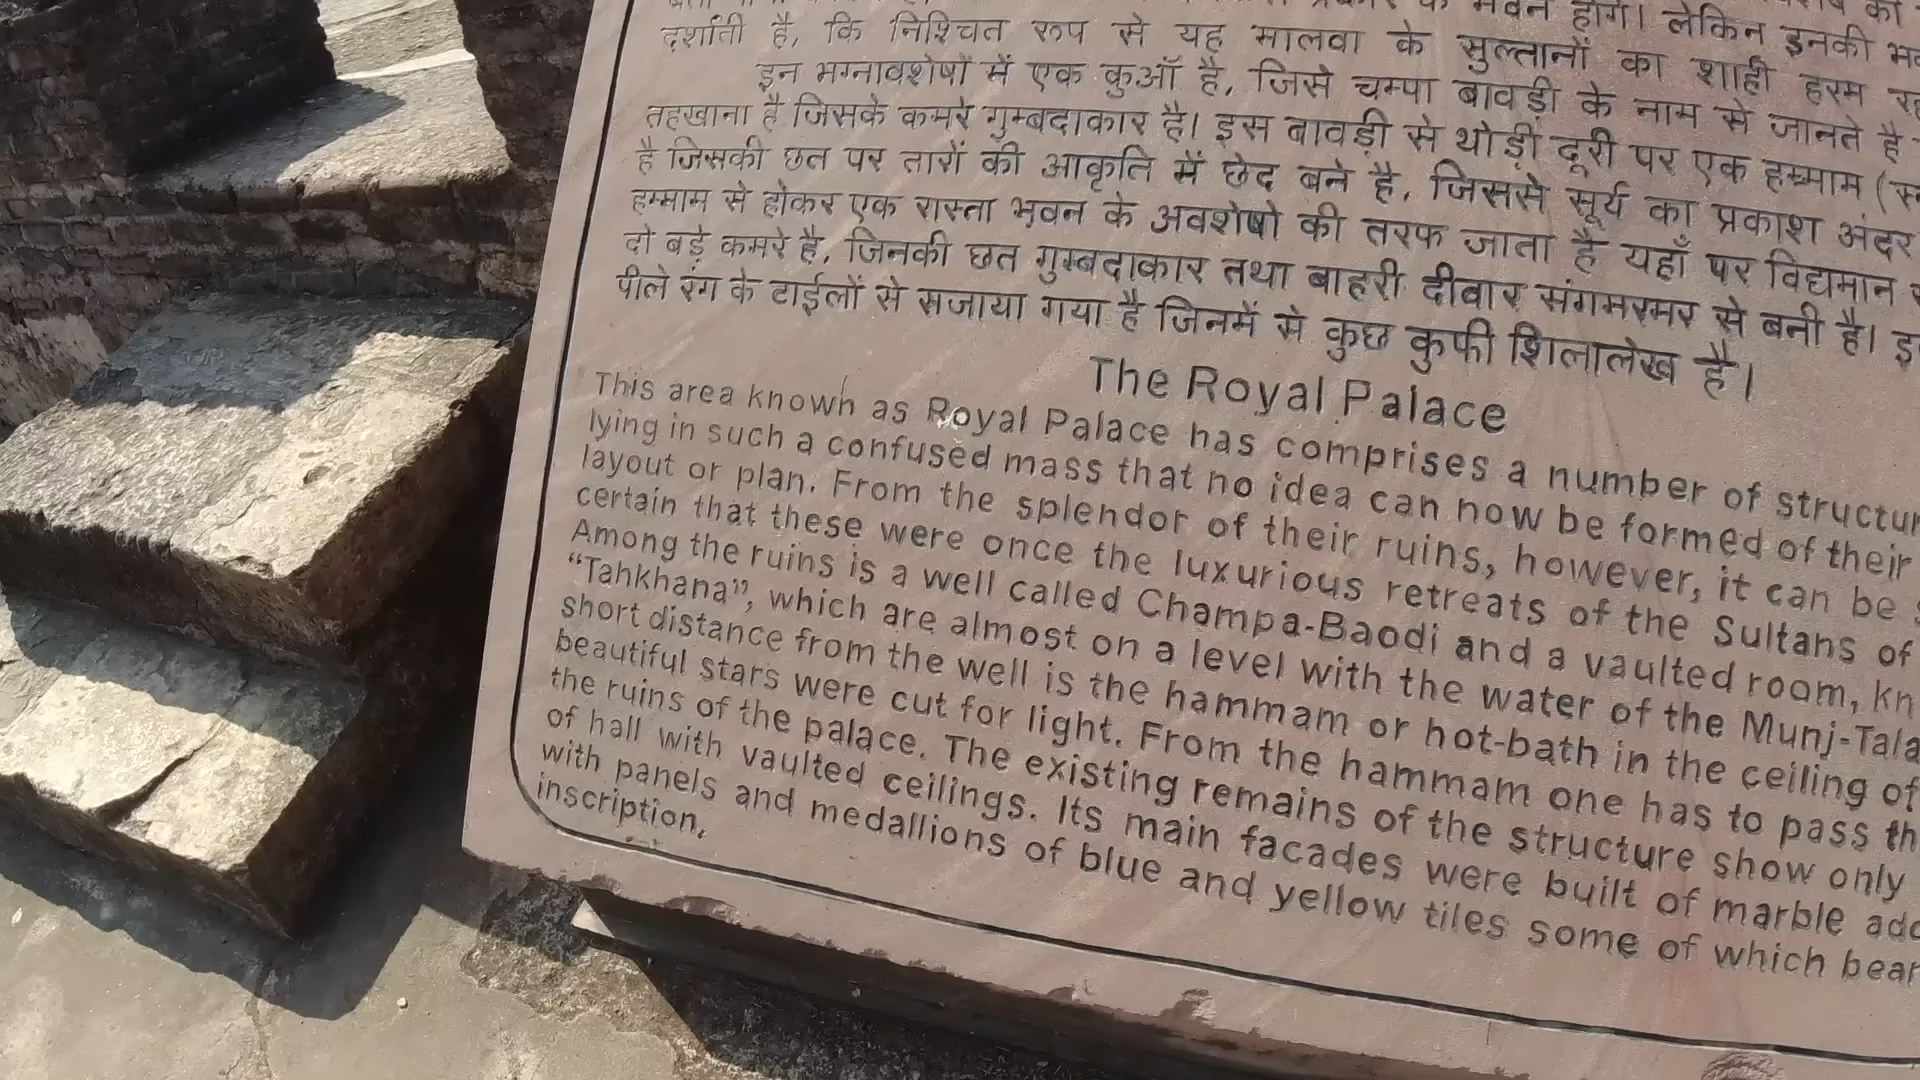 दर्शाती है, कि निश्चित रूप से यह मालवा के सुल्तानों का शाही हरम
इन भग्नावशेषों में एक कुआँ है, जिसे चम्पा बावड़ी के नाम से जानते है
तहखाना है जिसके कमरे गुम्बदाकार है। इस बावड़ी से थोड़ी दूरी पर एक हम्माम
है जिसकी छत पर तारों की आकृति में छेद बने है, जिससे सूर्य का प्रकाश अंदर
हम्माम से होकर एक रास्ता भवन के अवशेषो की तरफ जाता है यहाँ पर विद्यमान
दो बड़े कमरे है, जिनकी छत गुम्बदाकार तथा बाहरी दीवार संगमरमर से बनी है।
पीले रंग के टाईलों से सजाया गया है जिनमें से कुछ कुफी शिलालेख है।
The Royal Palace
This area known as Royal Palace has comprises a number of
lying in such a confused mass that no idea can now be formed of their
layout or plan. From the splendor of their ruins, however, it can be
certain that these were once the luxurious retreats of the Sultans of
Among the ruins is a well called Champa-Baodi and a vaulted room,
“Tahkhana”, which are almost on a level with the water of the
short distance from the well is the hammam or hot-bath in the ceiling of
beautiful stars were cut for light. From the hammam one has to pass
the ruins of the palace. The existing remains of the structure show only
of hall with vaulted ceilings. Its main facades were built of marble
with panels and medallions of blue and yellow tiles some of which bear
inscription.